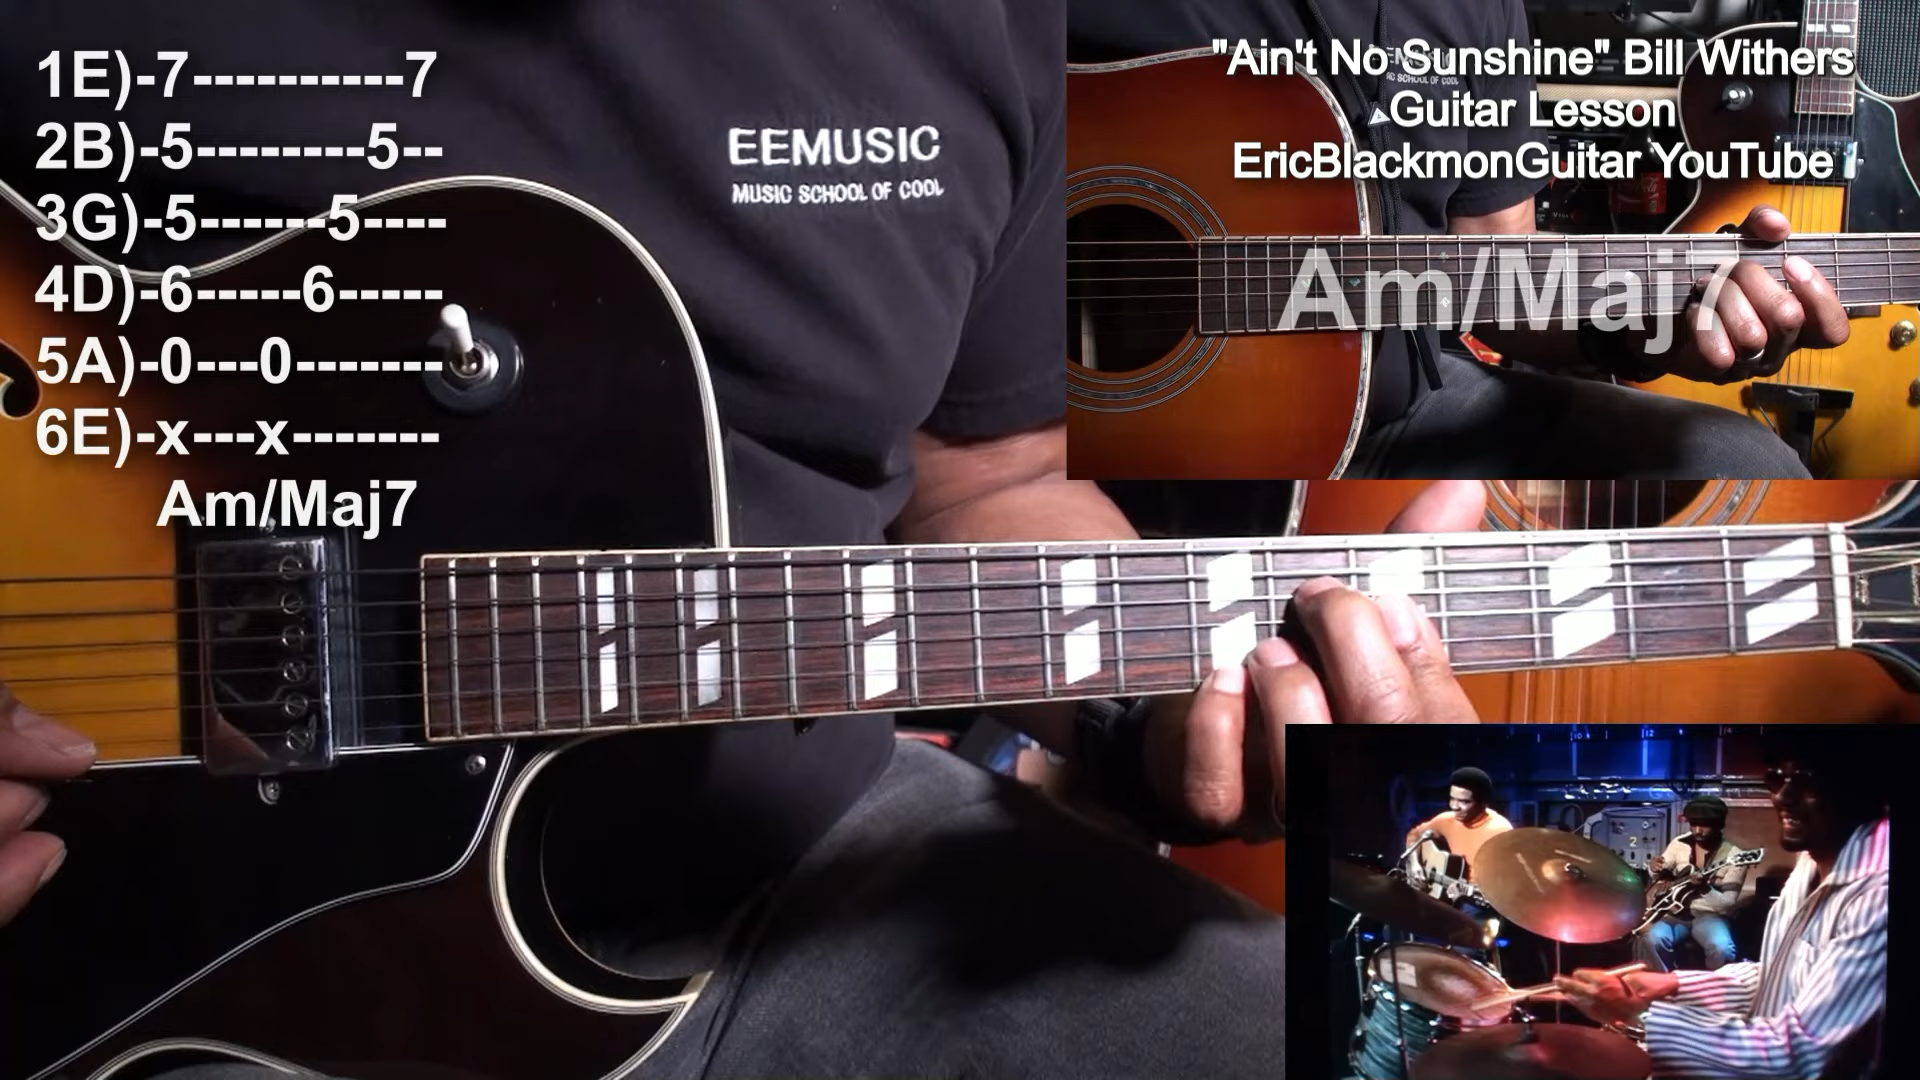 1E)-7----------7
2B)-5--------5--
3G)-5------5----
4D)-6-----6-----
5A)-0---0-------
6E)-x---x-------
Am/Maj7
EEMUSIC
MUSIC SCHOOL OF COOL
"Ain't No Sunshine" Bill Withers
Guitar Lesson
EricBlackmonGuitar YouTube
Am/Maj7